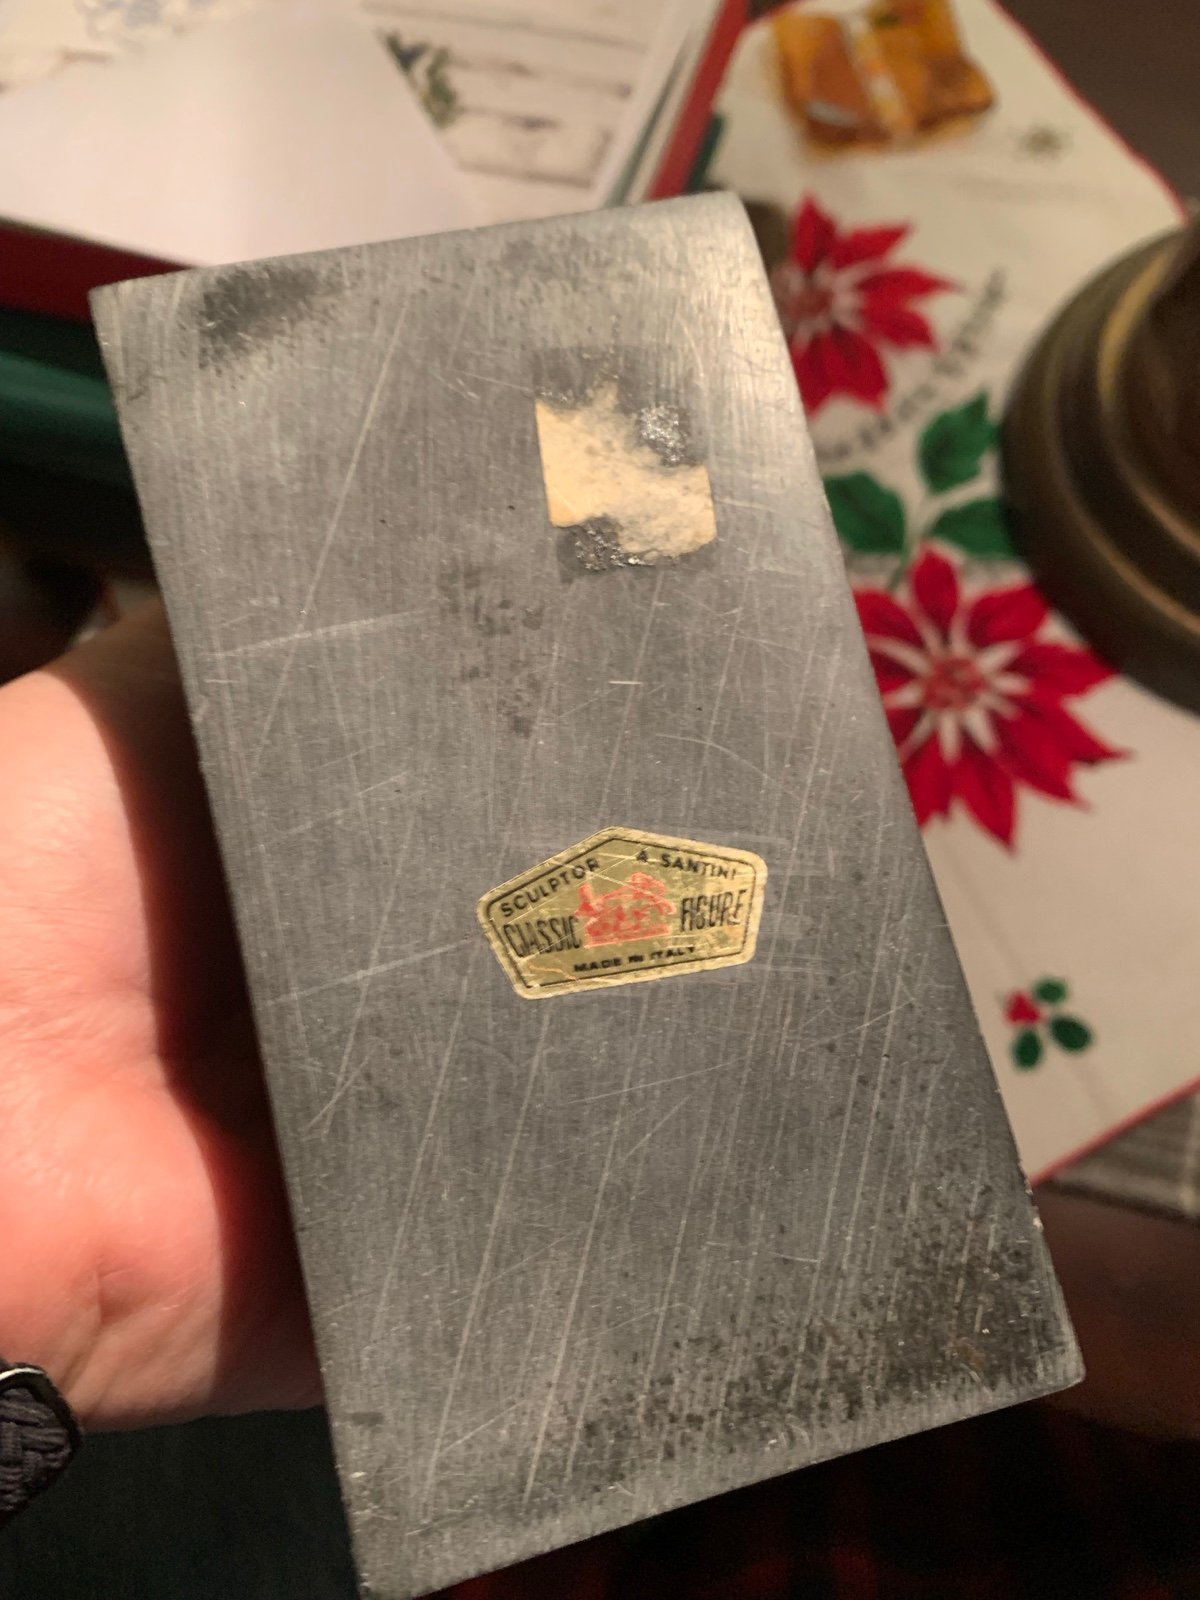 SCULPTOR A SANTINI
CLASSIC FIGURE
MADE IN ITALY